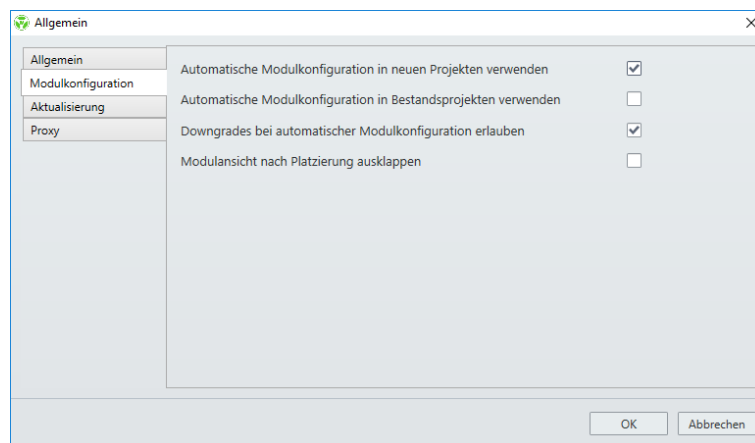 Allgemein
Allgemein
Modulkonfiguration
Aktualisierung
Proxy
Automatische Modulkonfiguration in neuen Projekten verwenden
Automatische Modulkonfiguration in Bestandsprojekten verwenden
Downgrades bei automatischer Modulkonfiguration erlauben
Modulansicht nach Platzierung ausklappen
OK
Abbrechen